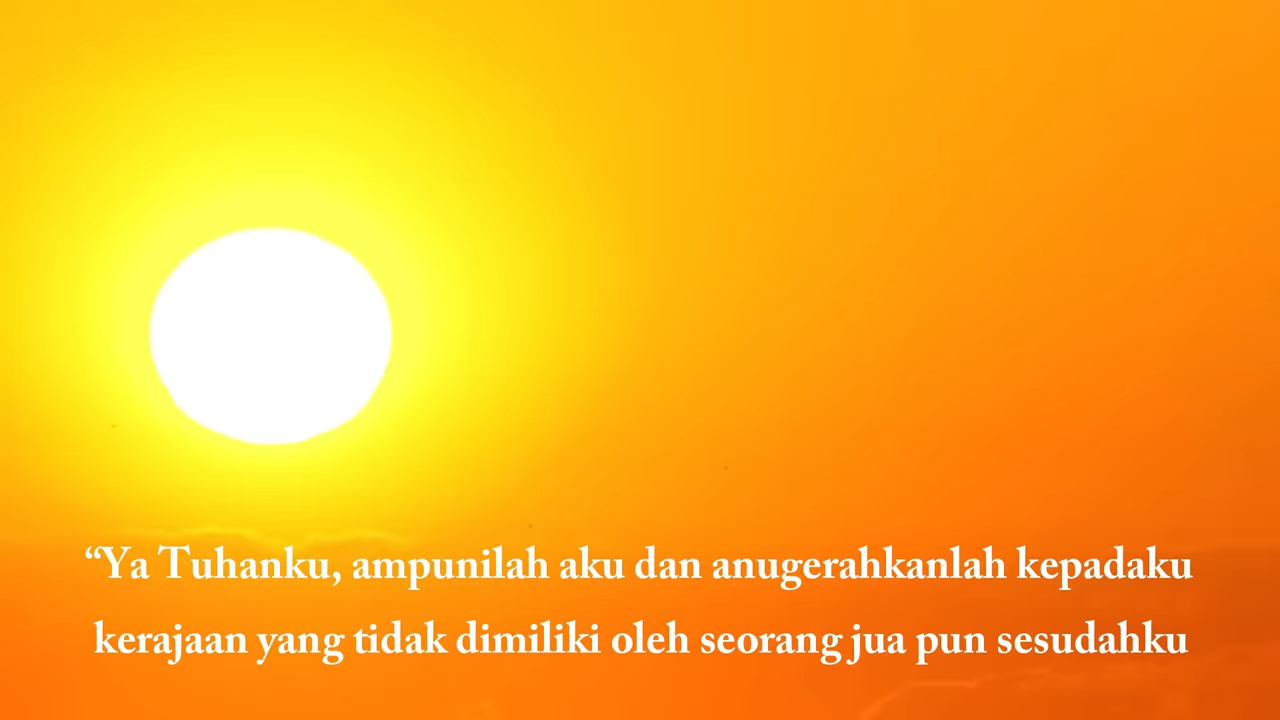 “Ya Tuhanku, ampunilah aku dan anugerahkanlah kepadaku
kerajaan yang tidak dimiliki oleh seorang jua pun sesudahku